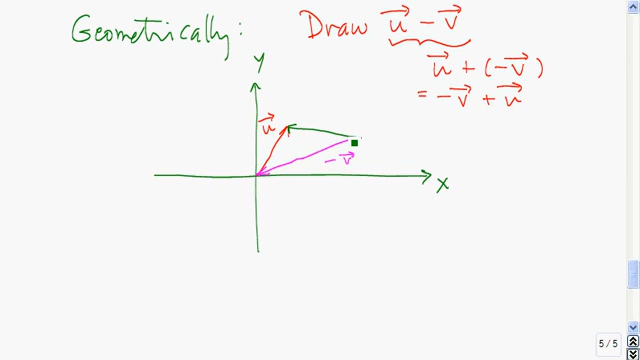 Geometrically: Draw u⃗ − v⃗
u⃗ + (−v⃗)
= −v⃗ + u⃗
Y
u⃗
−v⃗
X
5 / 5